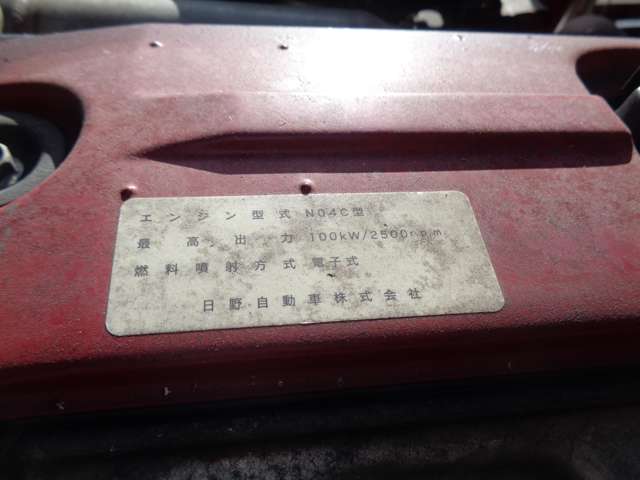 エンジン型式 N04C型
最高出力 100kW/2500r.p.m.
燃料噴射方式 電子式
日野自動車株式会社